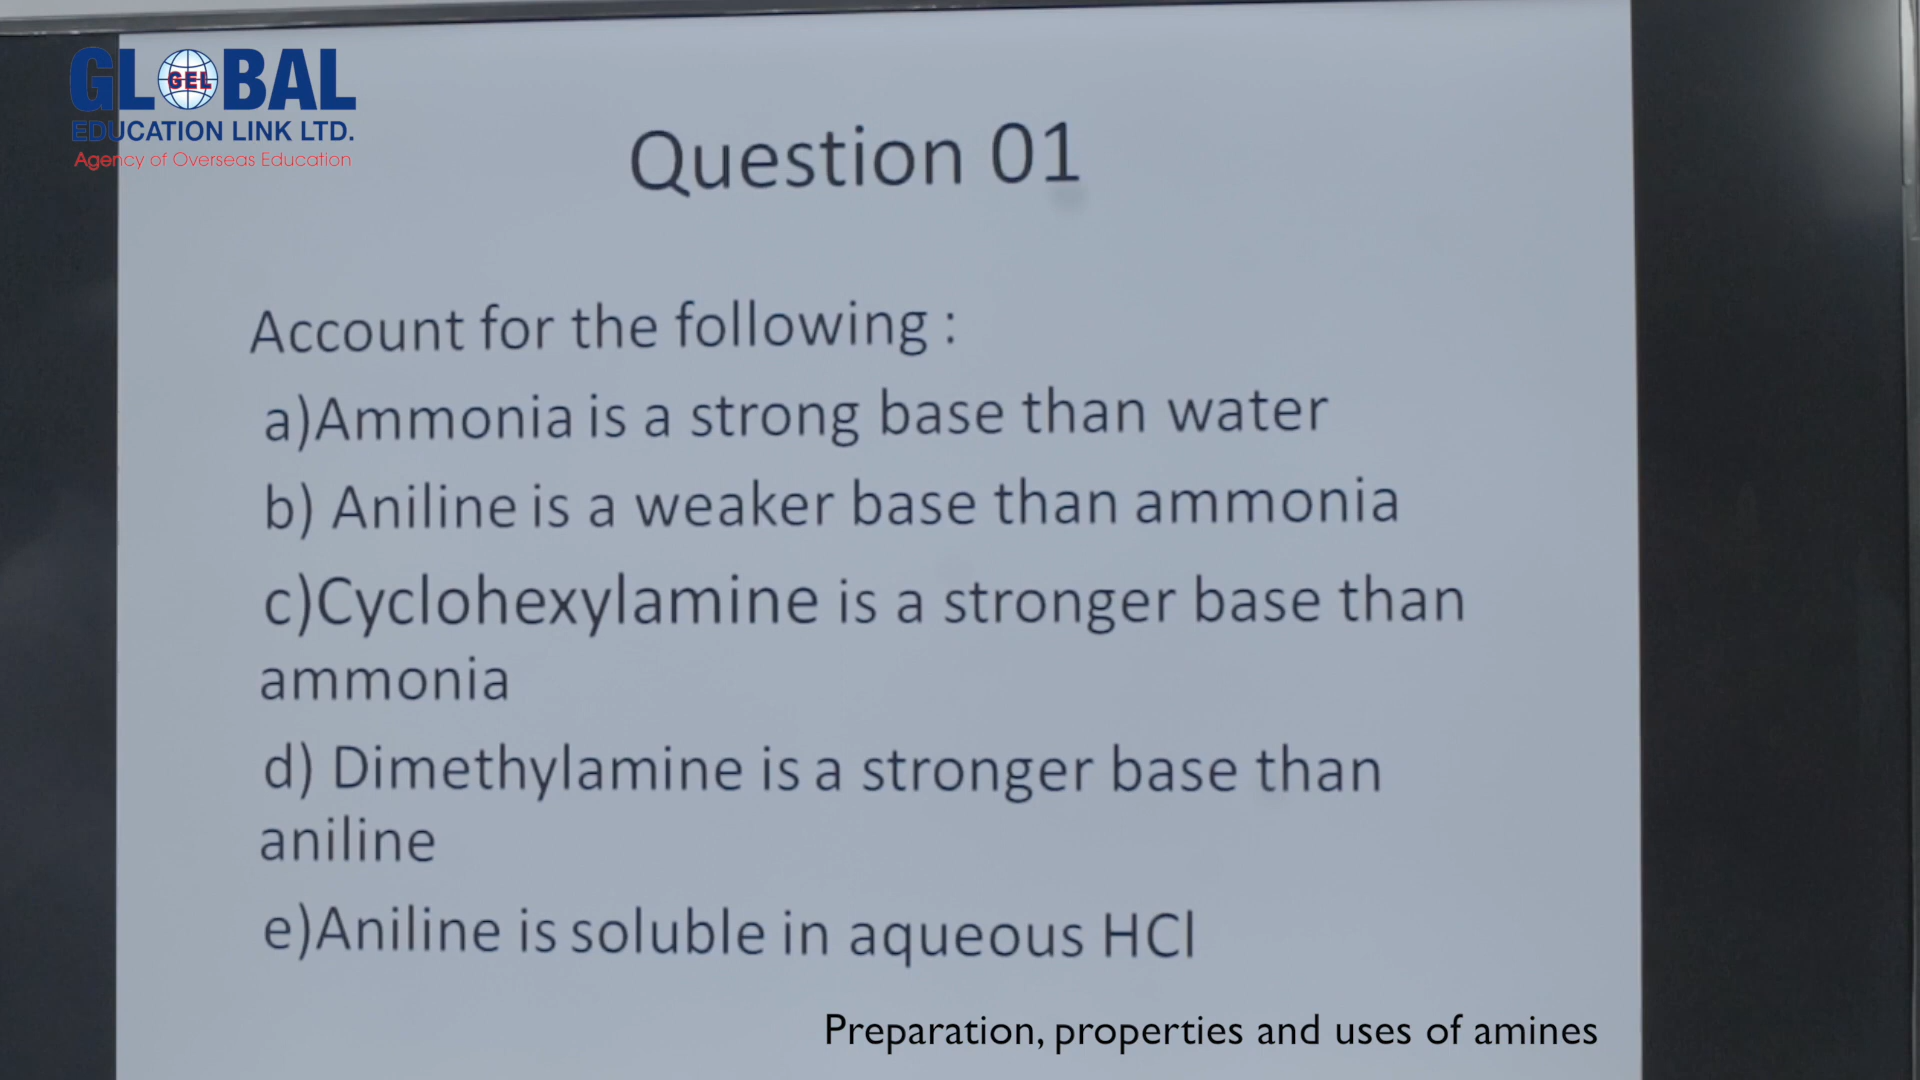 GLOBAL
GEL
EDUCATION LINK LTD.
Agency of Overseas Education
Question 01
Account for the following :
a)Ammonia is a strong base than water
b) Aniline is a weaker base than ammonia
c)Cyclohexylamine is a stronger base than
ammonia
d) Dimethylamine is a stronger base than
aniline
e)Aniline is soluble in aqueous HCl
Preparation, properties and uses of amines